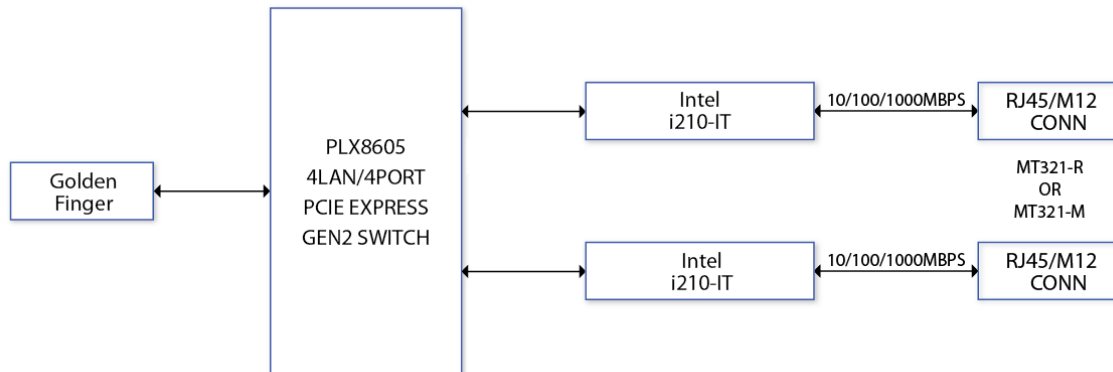 Golden
Finger
PLX8605
4LAN/4PORT
PCIE EXPRESS
GEN2 SWITCH
Intel
i210-IT
10/100/1000MBPS
RJ45/M12
CONN
MT321-R
OR
MT321-M
Intel
i210-IT
10/100/1000MBPS
RJ45/M12
CONN